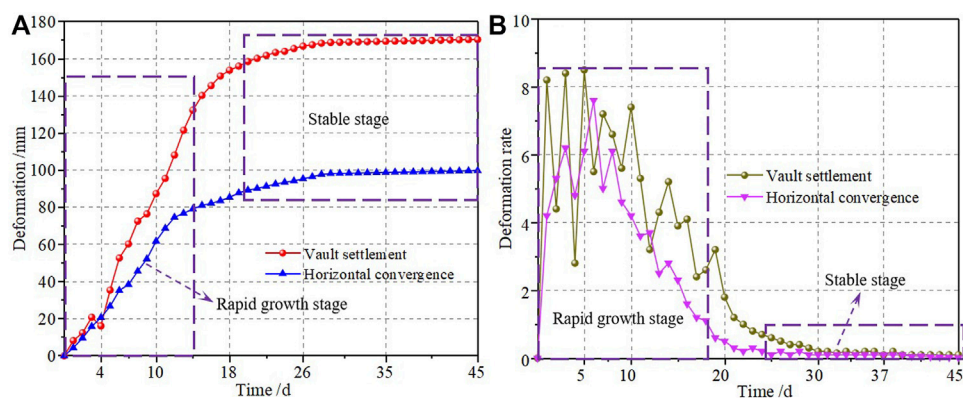 A
Deformation /mm
180
160
140
120
100
80
60
40
20
0
4
10
18
26
35
45
Time /d
Stable stage
Vault settlement
Horizontal convergence
Rapid growth stage
B
Deformation rate
10
8
6
4
2
0
5
10
20
30
37
45
Time /d
Vault settlement
Horizontal convergence
Stable stage
Rapid growth stage